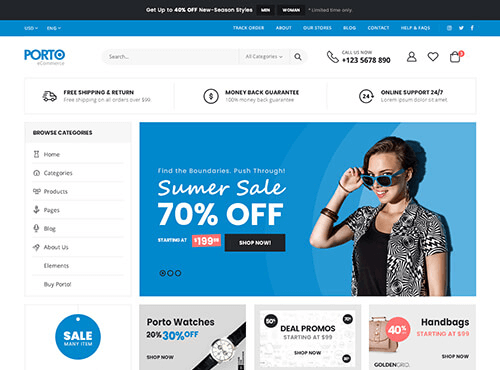 Get Up to 40% OFF New-Season Styles MEN WOMAN * Limited time only.
USD ENG TRACK ORDER ABOUT OUR STORES BLOG CONTACT HELP & FAQS
PORTO
eCommerce
Search... All Categories
CALL US NOW
+123 5678 890
FREE SHIPPING & RETURN
Free shipping on all orders over $99.
MONEY BACK GUARANTEE
100% money back guarantee
ONLINE SUPPORT 24/7
Lorem ipsum dolor sit amet.
BROWSE CATEGORIES
Home
Categories
Products
Pages
Blog
About Us
Elements
Buy Porto!
Find the Boundaries. Push Through!
Sumer Sale
70% OFF
STARTING AT $199.99 SHOP NOW!
SALE
MANY ITEM
Porto Watches
20% 30% OFF
SHOP NOW
50% 70%
DEAL PROMOS
STARTING AT $99
SHOP NOW
40%
Handbags
STARTING AT $99
SHOP NOW